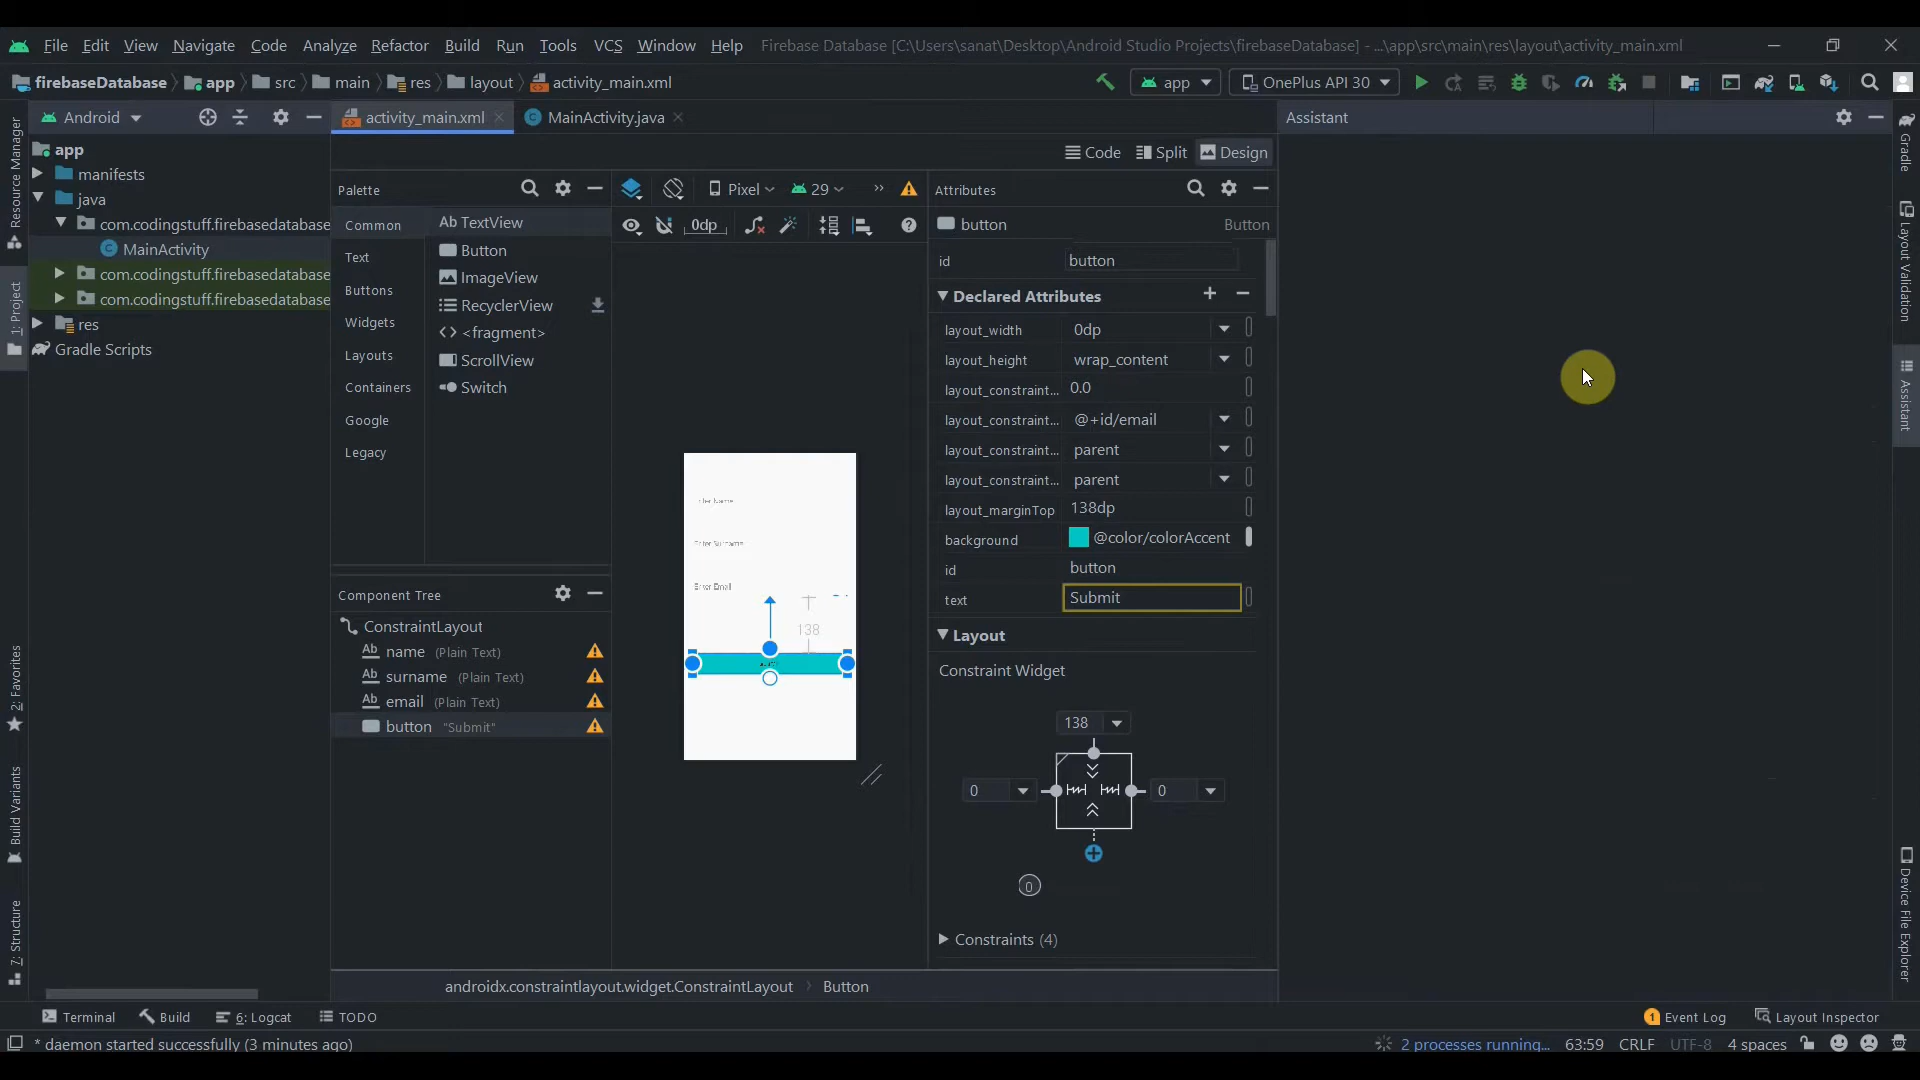 File Edit View Navigate Code Analyze Refactor Build Run Tools VCS Window Help Firebase Database [C:\Users\sanat\Desktop\Android Studio Projects\firebaseDatabase] - ...\app\src\main\res\layout\activity_main.xml
firebaseDatabase app src main res layout activity_main.xml app OnePlus API 30
Android activity_main.xml MainActivity.java Assistant
Code Split Design
app
manifests
java
com.codingstuff.firebasedatabase
MainActivity
com.codingstuff.firebasedatabase
com.codingstuff.firebasedatabase
res
Gradle Scripts
Palette
Common
Text
Buttons
Widgets
Layouts
Containers
Google
Legacy
Ab TextView
Button
ImageView
RecyclerView
<> <fragment>
ScrollView
Switch
Pixel 29
0dp
Enter Surname
Enter Email
138
Component Tree
ConstraintLayout
Ab name (Plain Text)
Ab surname (Plain Text)
Ab email (Plain Text)
button "Submit"
Attributes
button Button
id button
Declared Attributes
layout_width 0dp
layout_height wrap_content
layout_constraint... 0.0
layout_constraint... @+id/email
layout_constraint... parent
layout_constraint... parent
layout_marginTop 138dp
background @color/colorAccent
id button
text Submit
Layout
Constraint Widget
138
0 0
0
Constraints (4)
androidx.constraintlayout.widget.ConstraintLayout Button
Resource Manager
1: Project
2: Favorites
Build Variants
7: Structure
Gradle
Layout Validation
Assistant
Device File Explorer
Terminal Build 6: Logcat TODO 1 Event Log Layout Inspector
* daemon started successfully (3 minutes ago) 2 processes running... 63:59 CRLF UTF-8 4 spaces